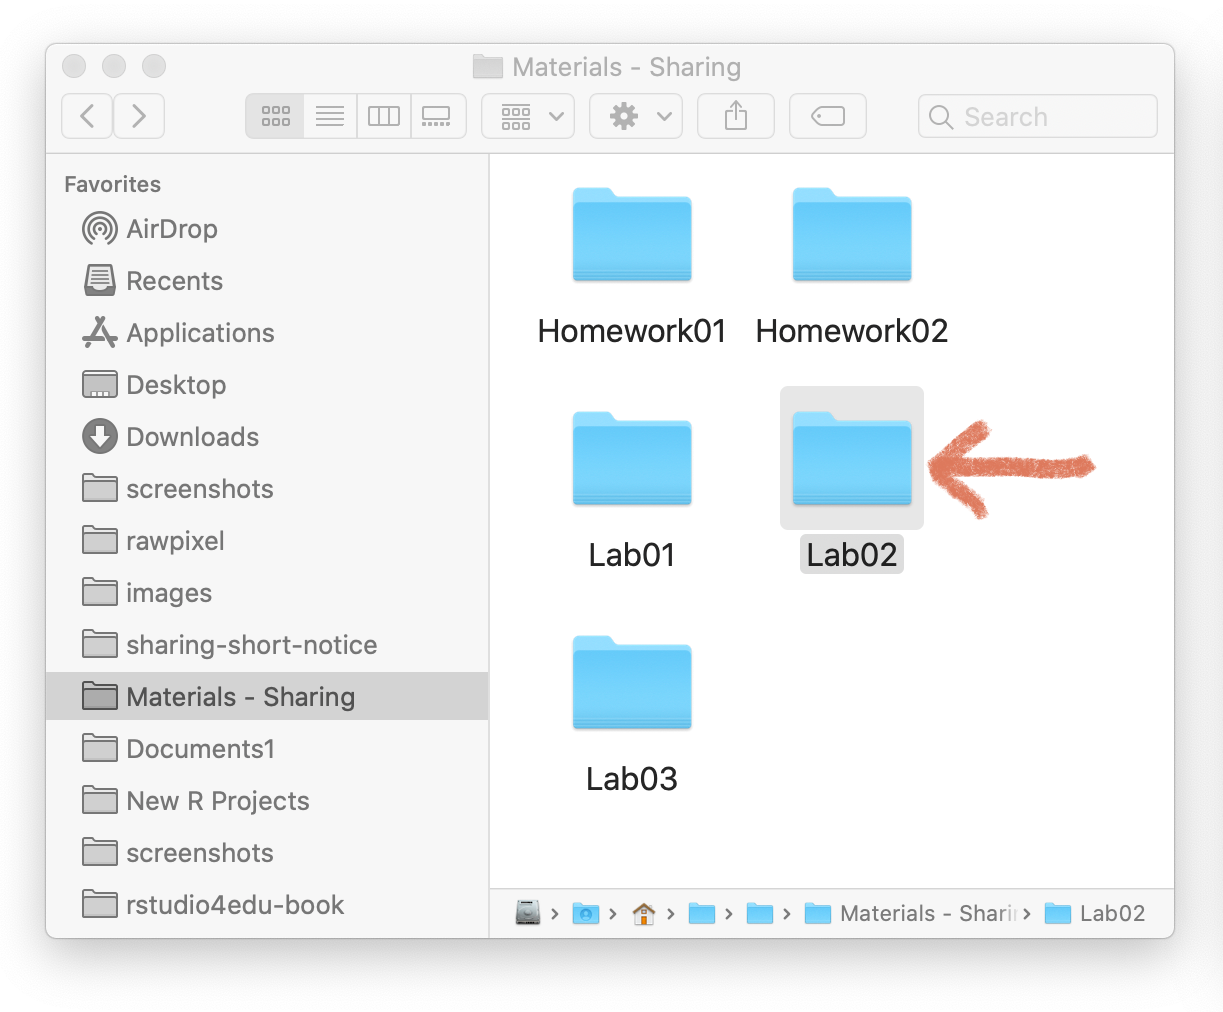 Materials - Sharing
Search
Favorites
AirDrop
Recents
Applications
Desktop
Downloads
screenshots
rawpixel
images
sharing-short-notice
Materials - Sharing
Documents1
New R Projects
screenshots
rstudio4edu-book
Homework01 Homework02
Lab01 Lab02
Lab03
Materials - Sharin Lab02